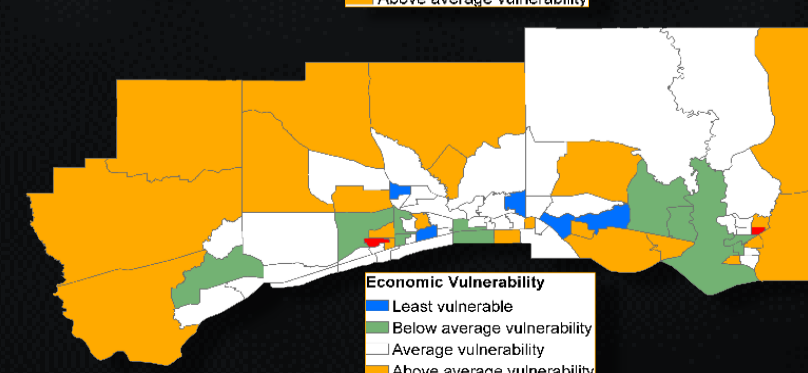 Above average vulnerability
Economic Vulnerability
Least vulnerable
Below average vulnerability
Average vulnerability
Above average vulnerability